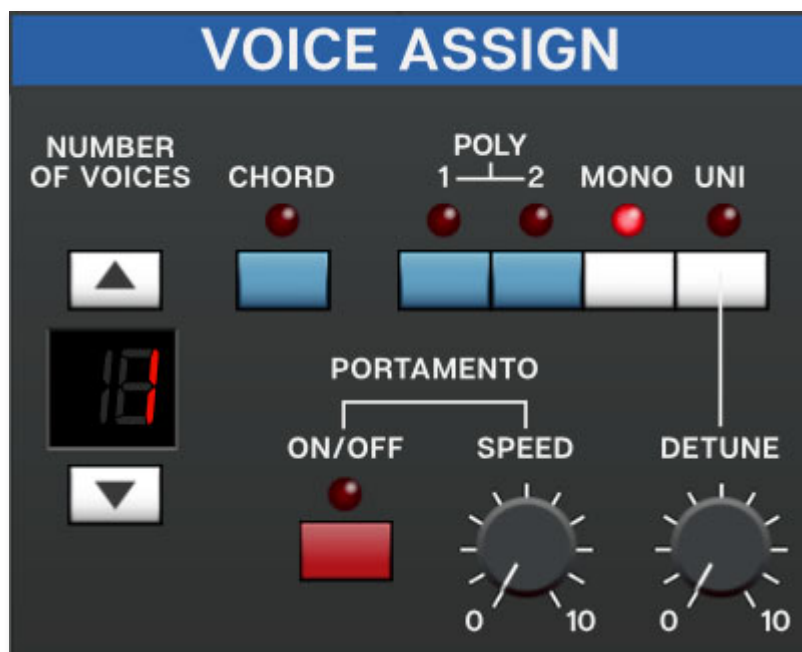 VOICE ASSIGN
NUMBER
OF VOICES
CHORD
POLY
1 2
MONO
UNI
1
PORTAMENTO
ON/OFF
SPEED
DETUNE
0 10
0 10